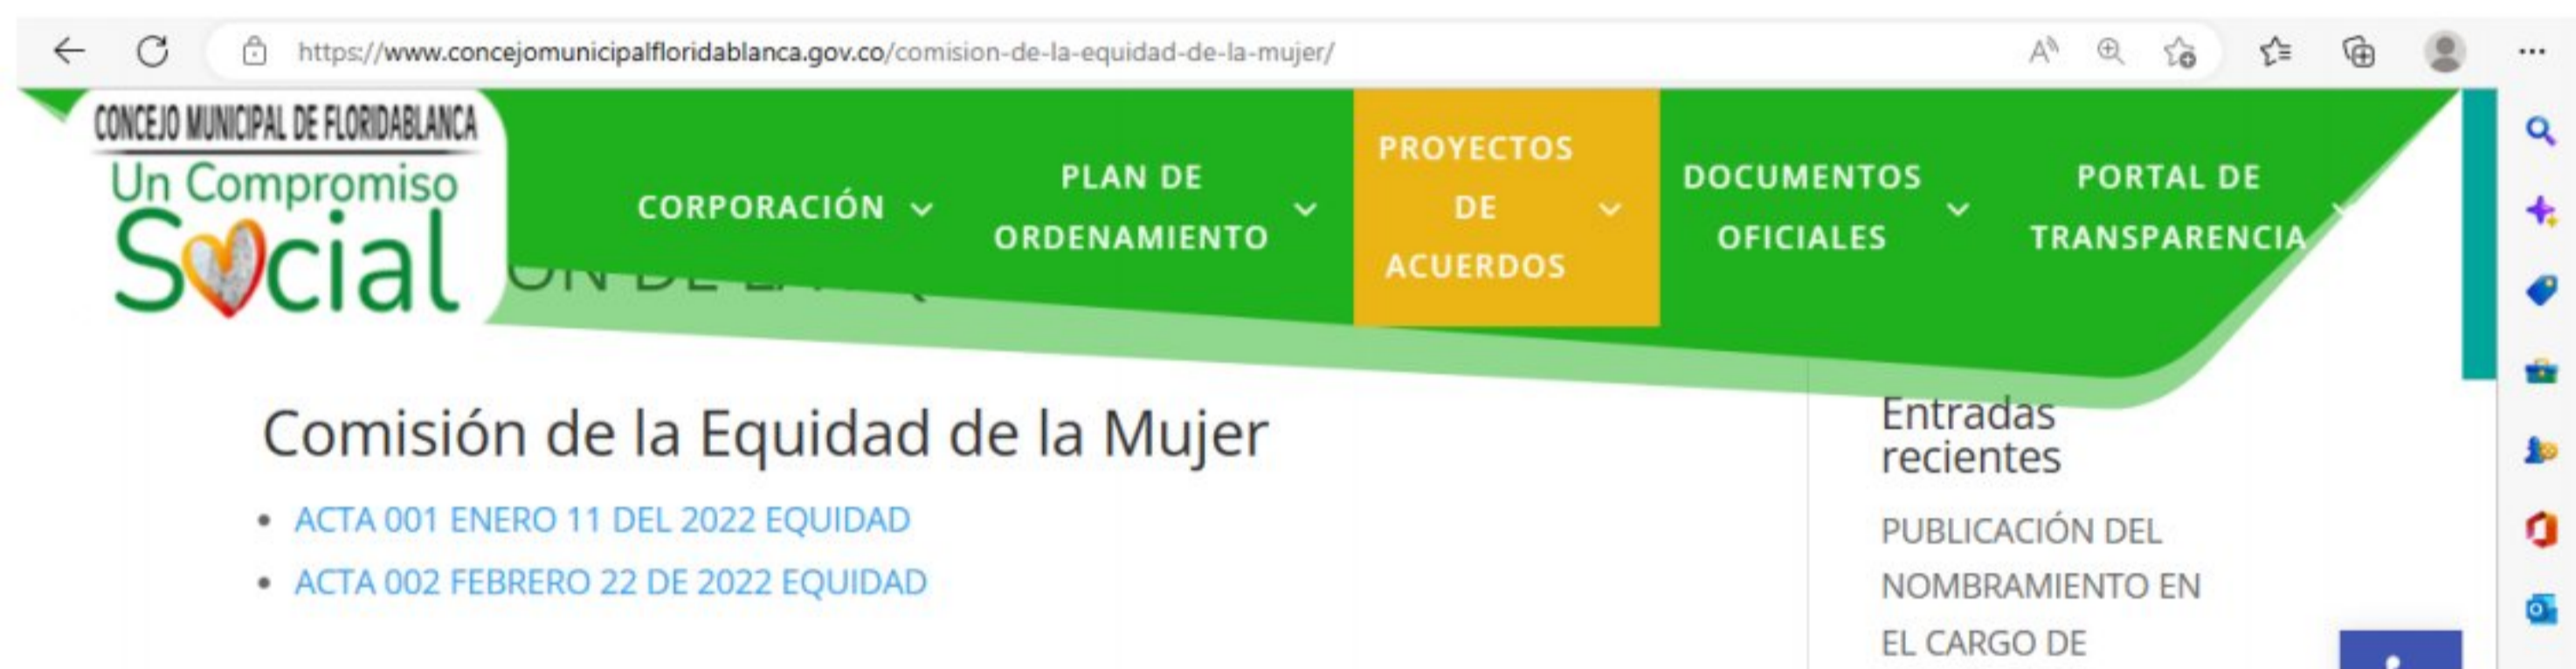 https://www.concejomunicipalfloridablanca.gov.co/comision-de-la-equidad-de-la-mujer/
CONCEJO MUNICIPAL DE FLORIDABLANCA
Un Compromiso
Social
CORPORACIÓN
PLAN DE
ORDENAMIENTO
PROYECTOS
DE
ACUERDOS
DOCUMENTOS
OFICIALES
PORTAL DE
TRANSPARENCIA
Comisión de la Equidad de la Mujer
ACTA 001 ENERO 11 DEL 2022 EQUIDAD
ACTA 002 FEBRERO 22 DE 2022 EQUIDAD
Entradas
recientes
PUBLICACIÓN DEL
NOMBRAMIENTO EN
EL CARGO DE